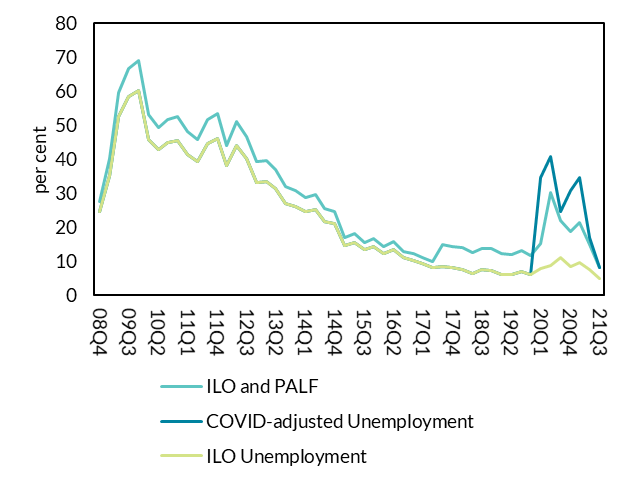 80
70
60
50
40
30
20
10
0
per cent
08Q4
09Q3
10Q2
11Q1
11Q4
12Q3
13Q2
14Q1
14Q4
15Q3
16Q2
17Q1
17Q4
18Q3
19Q2
20Q1
20Q4
21Q3
ILO and PALF
COVID-adjusted Unemployment
ILO Unemployment